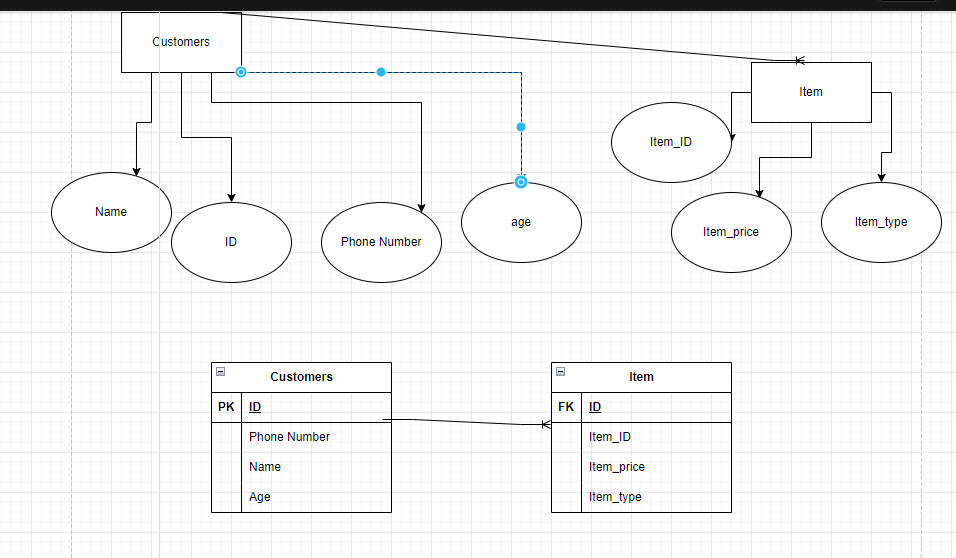 Customers
Item
Item_ID
Name
ID
Phone Number
age
Item_price
Item_type
Customers
PK ID
Phone Number
Name
Age
Item
FK ID
Item_ID
Item_price
Item_type